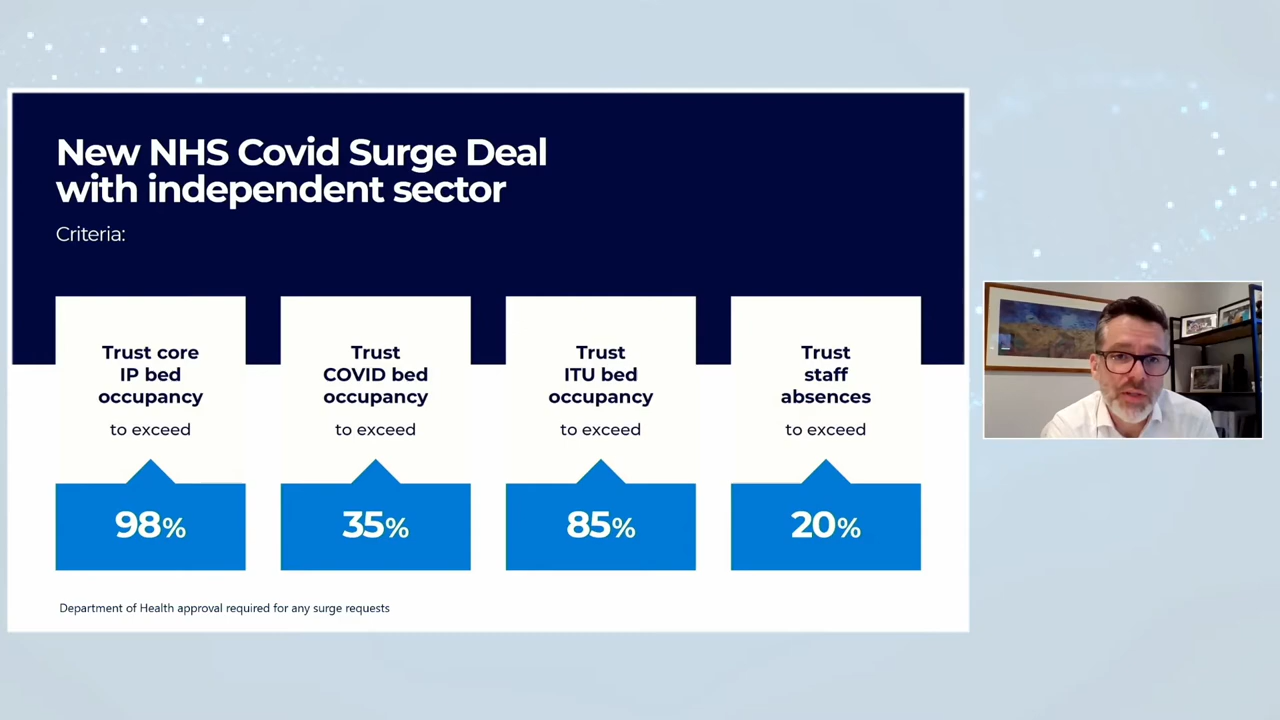 New NHS Covid Surge Deal
with independent sector
Criteria:
Trust core
IP bed
occupancy
to exceed
98%
Trust
COVID bed
occupancy
to exceed
35%
Trust
ITU bed
occupancy
to exceed
85%
Trust
staff
absences
to exceed
20%
Department of Health approval required for any surge requests